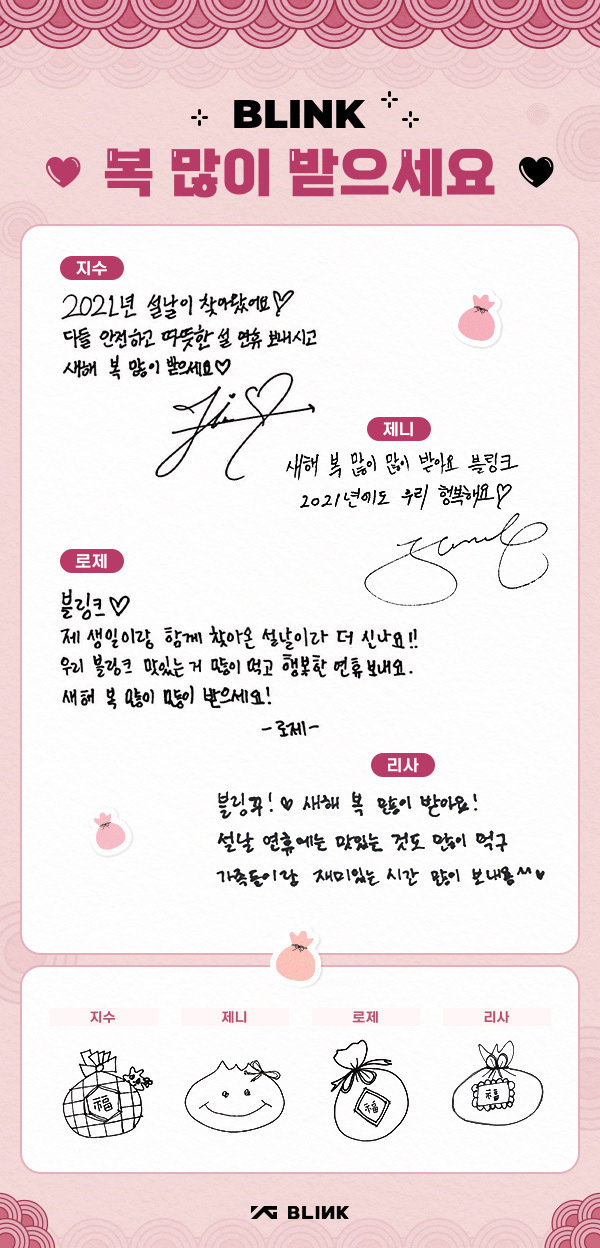 BLINK
복 많이 받으세요
지수
2021년 설날이 찾아왔어요♡
다들 안전하고 따뜻한 설 연휴 보내시고
새해 복 많이 받으세요♡
제니
새해 복 많이 많이 받아요 블링크
2021년에도 우리 행복해요♡
로제
블링크♡
제 생일이랑 함께 찾아온 설날이라 더 신나요!!
우리 블링크 맛있는 거 많이 먹고 행복한 연휴 보내요.
새해 복 많이 많이 받으세요!
-로제-
리사
블링꾸!♥ 새해 복 많이 받아요!
설날 연휴에는 맛있는 것도 많이 먹구
가족들이랑 재미있는 시간 많이 보내용^^♥
지수 제니 로제 리사
福 福 福
YG BLINK